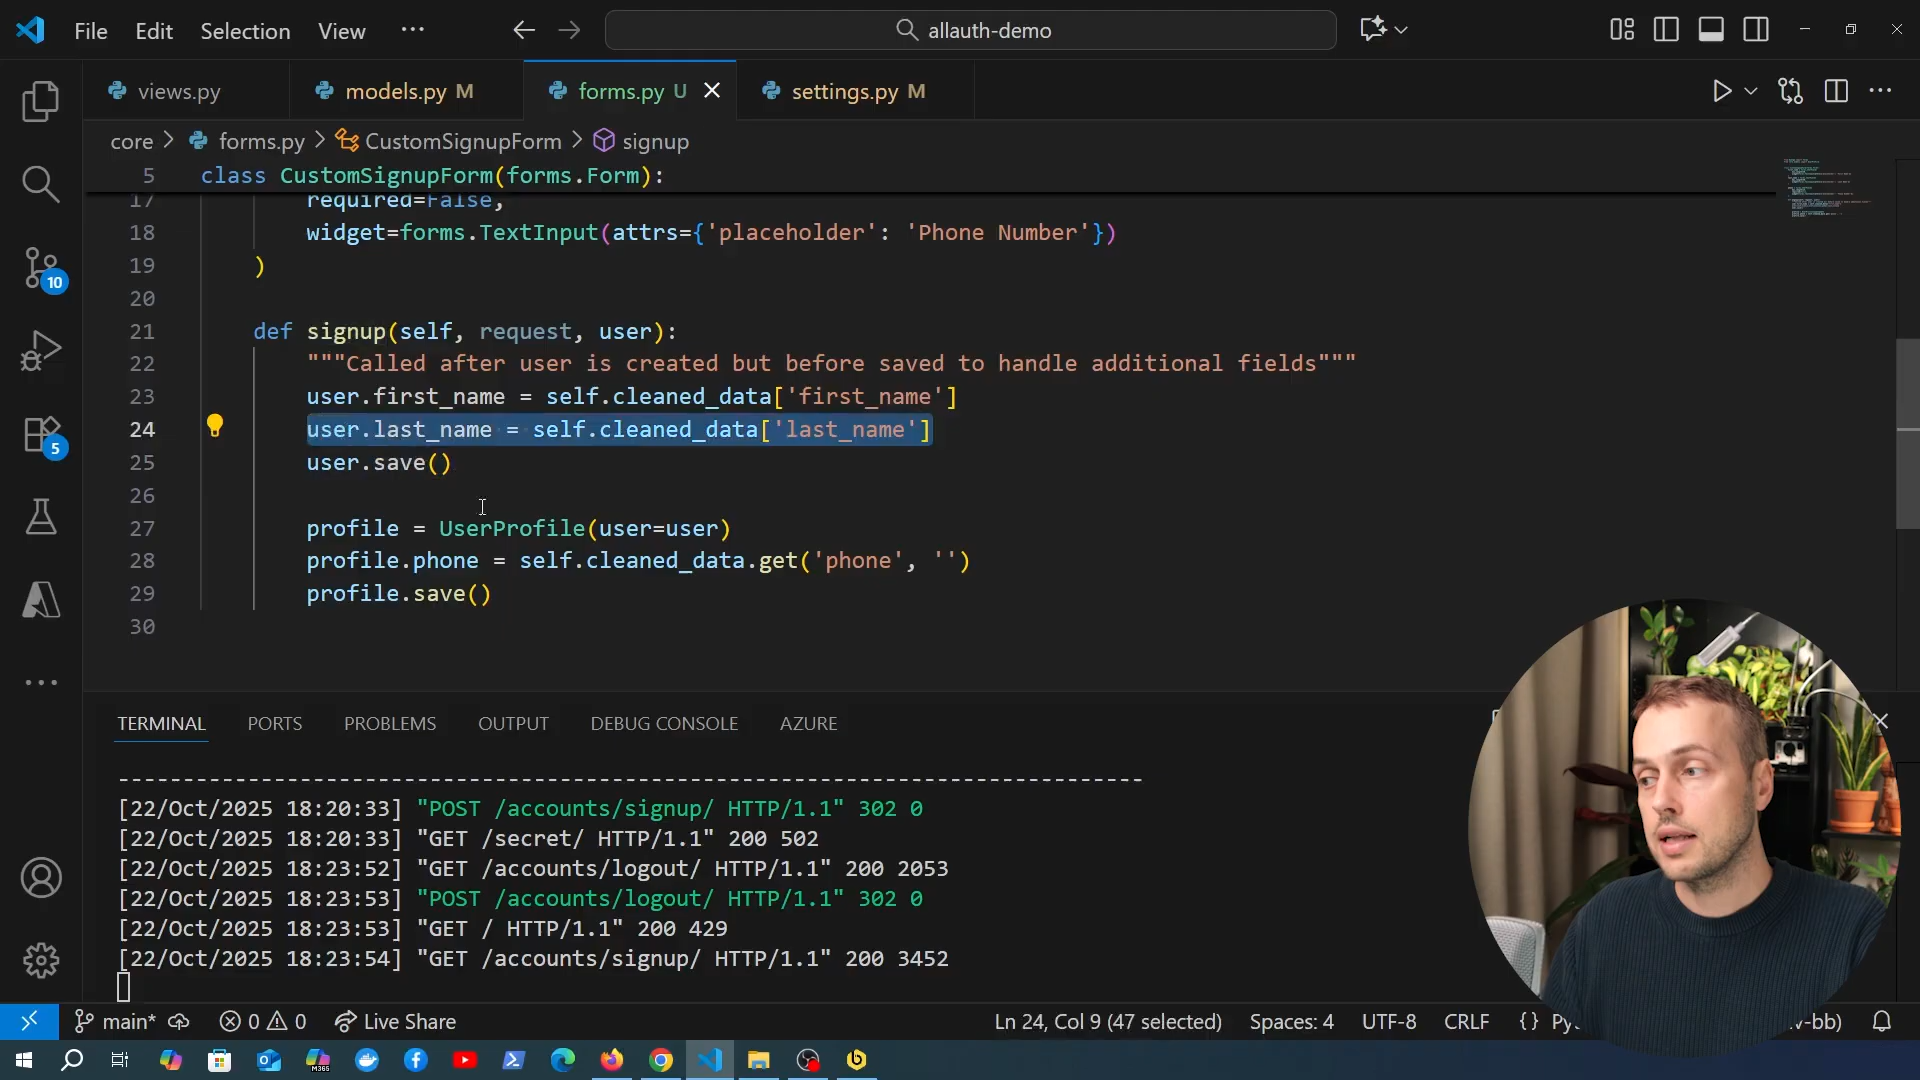 File Edit Selection View ··· allauth-demo
views.py models.py M forms.py U settings.py M
core > forms.py > CustomSignupForm > signup
5 class CustomSignupForm(forms.Form):
17 required=False,
18 widget=forms.TextInput(attrs={'placeholder': 'Phone Number'})
19 )
20
21 def signup(self, request, user):
22 """Called after user is created but before saved to handle additional fields"""
23 user.first_name = self.cleaned_data['first_name']
24 user.last_name = self.cleaned_data['last_name']
25 user.save()
26
27 profile = UserProfile(user=user)
28 profile.phone = self.cleaned_data.get('phone', '')
29 profile.save()
30
10
5
TERMINAL PORTS PROBLEMS OUTPUT DEBUG CONSOLE AZURE
--------------------------------------------------------------------------------
[22/Oct/2025 18:20:33] "POST /accounts/signup/ HTTP/1.1" 302 0
[22/Oct/2025 18:20:33] "GET /secret/ HTTP/1.1" 200 502
[22/Oct/2025 18:23:52] "GET /accounts/logout/ HTTP/1.1" 200 2053
[22/Oct/2025 18:23:53] "POST /accounts/logout/ HTTP/1.1" 302 0
[22/Oct/2025 18:23:53] "GET / HTTP/1.1" 200 429
[22/Oct/2025 18:23:54] "GET /accounts/signup/ HTTP/1.1" 200 3452
main* 0 0 Live Share Ln 24, Col 9 (47 selected) Spaces: 4 UTF-8 CRLF {}